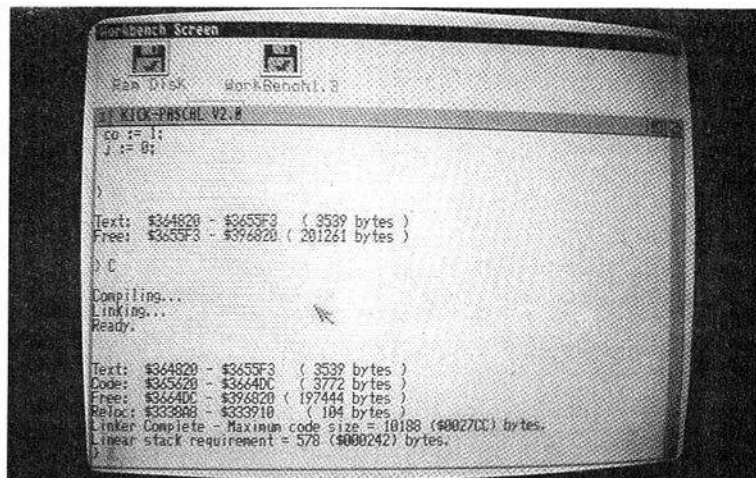 Workbench Screen
Ram Disk WorkBench1.3
KICK-PASCAL V2.0
co := 1;
j := 0;
>
Text: $364820 - $3655F3 ( 3539 bytes )
Free: $3655F3 - $396820 ( 201261 bytes )
> C
Compiling...
Linking...
Ready.
Text: $364820 - $3655F3 ( 3539 bytes )
Code: $365620 - $3664DC ( 3772 bytes )
Free: $3664DC - $396820 ( 197444 bytes )
Reloc: $3338A8 - $333910 ( 104 bytes )
Linker Complete - Maximum code size = 10188 ($0027CC) bytes.
Linear stack requirement = 578 ($000242) bytes.
>